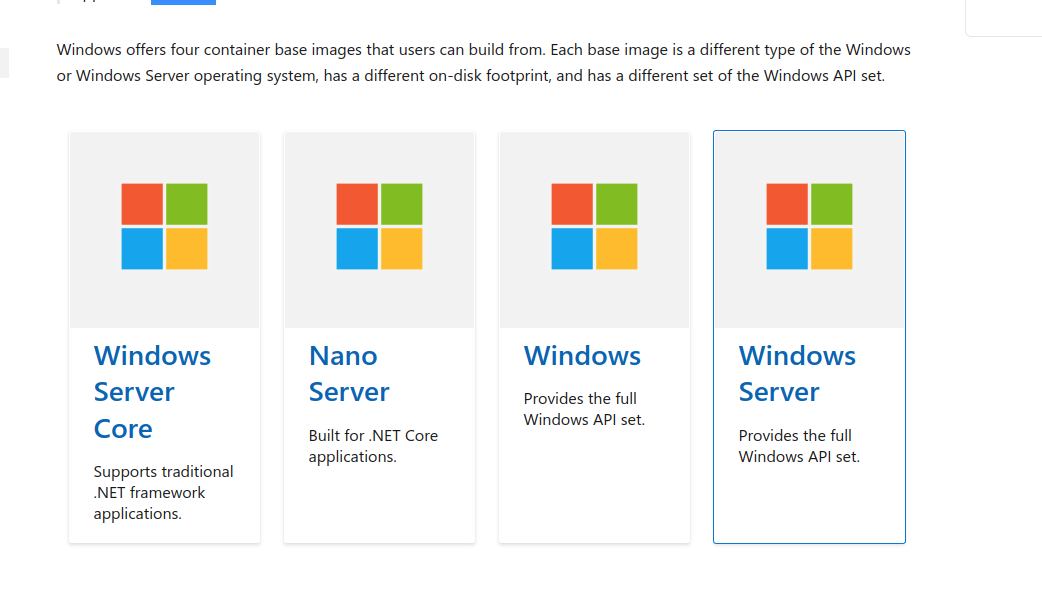 Windows offers four container base images that users can build from. Each base image is a different type of the Windows
or Windows Server operating system, has a different on-disk footprint, and has a different set of the Windows API set.
Windows
Server
Core
Supports traditional
.NET framework
applications.
Nano
Server
Built for .NET Core
applications.
Windows
Provides the full
Windows API set.
Windows
Server
Provides the full
Windows API set.